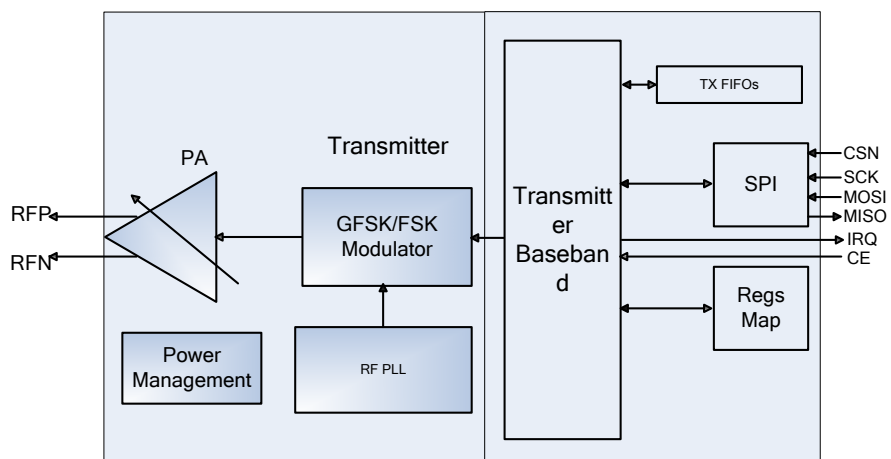 PA
Transmitter
TX FIFOs
CSN
SCK
SPI
MOSI
MISO
RFP
RFN
GFSK/FSK
Modulator
Transmitt
er
Baseban
d
IRQ
CE
Regs
Map
Power
Management
RF PLL